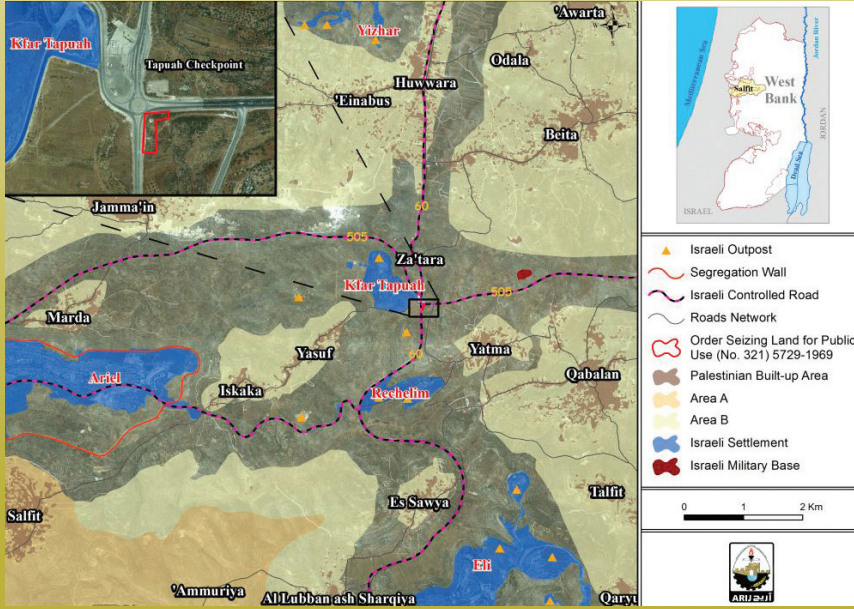 Kfar Tapuah
Tapuah Checkpoint
Yizhar
'Awarta
Odala
Huwwara
'Einabus
Beita
Jamma'in
60
505
Za'tara
Kfar Tapuah
505
Marda
Yasuf
60
Yatma
Ariel
Iskaka
Rechelim
Qabalan
Es Sawya
Talfit
Salfit
Eli
'Ammuriya
Al Lubban ash Sharqiya
Qaryu
Mediterranean Sea
Jordan River
Salfit
West
Bank
JORDAN
Dead Sea
ISRAEL
Israeli Outpost
Segregation Wall
Israeli Controlled Road
Roads Network
Order Seizing Land for Public
Use (No. 321) 5729-1969
Palestinian Built-up Area
Area A
Area B
Israeli Settlement
Israeli Military Base
0 1 2 Km
ARIJ أريج